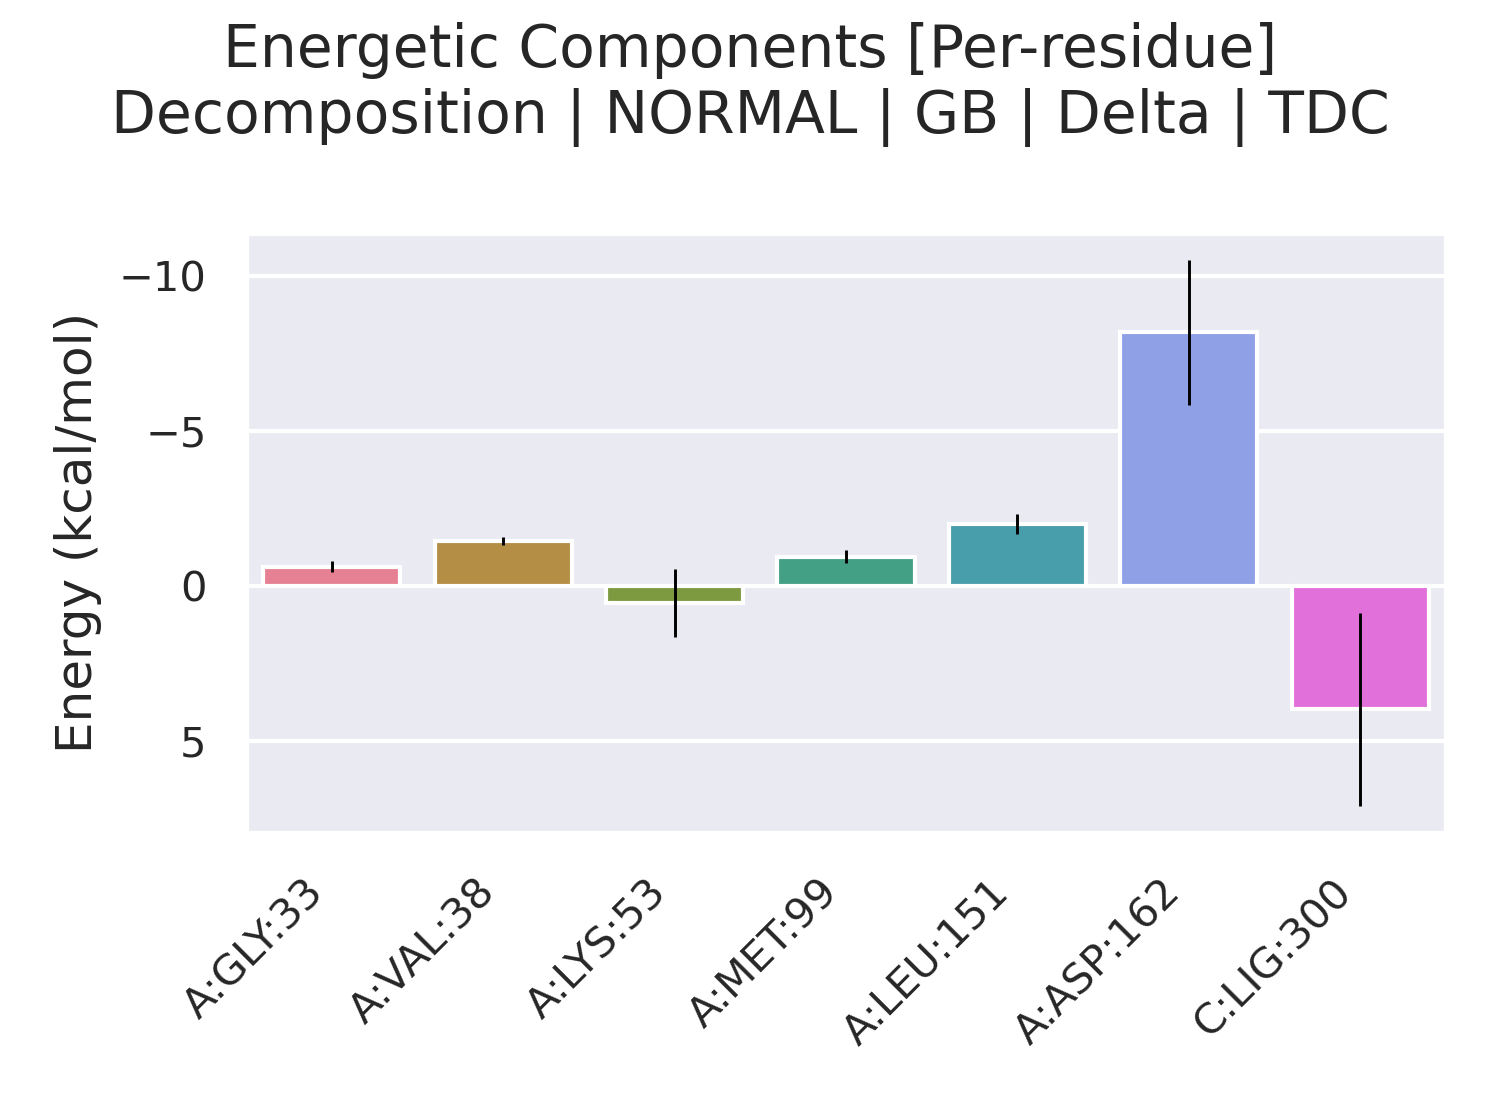 Energetic Components [Per-residue]
Decomposition | NORMAL | GB | Delta | TDC
Energy (kcal/mol)
−10
−5
0
5
A:GLY:33
A:VAL:38
A:LYS:53
A:MET:99
A:LEU:151
A:ASP:162
C:LIG:300